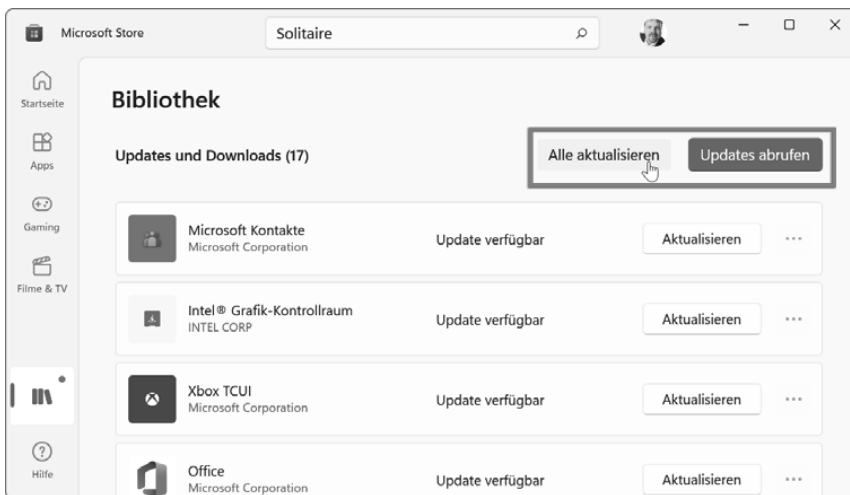 Microsoft Store
Solitaire
Startseite
Bibliothek
Apps
Updates und Downloads (17)
Alle aktualisieren
Updates abrufen
Gaming
Microsoft Kontakte
Microsoft Corporation
Update verfügbar
Aktualisieren
Filme & TV
Intel® Grafik-Kontrollraum
INTEL CORP
Update verfügbar
Aktualisieren
Xbox TCUI
Microsoft Corporation
Update verfügbar
Aktualisieren
Hilfe
Office
Microsoft Corporation
Update verfügbar
Aktualisieren